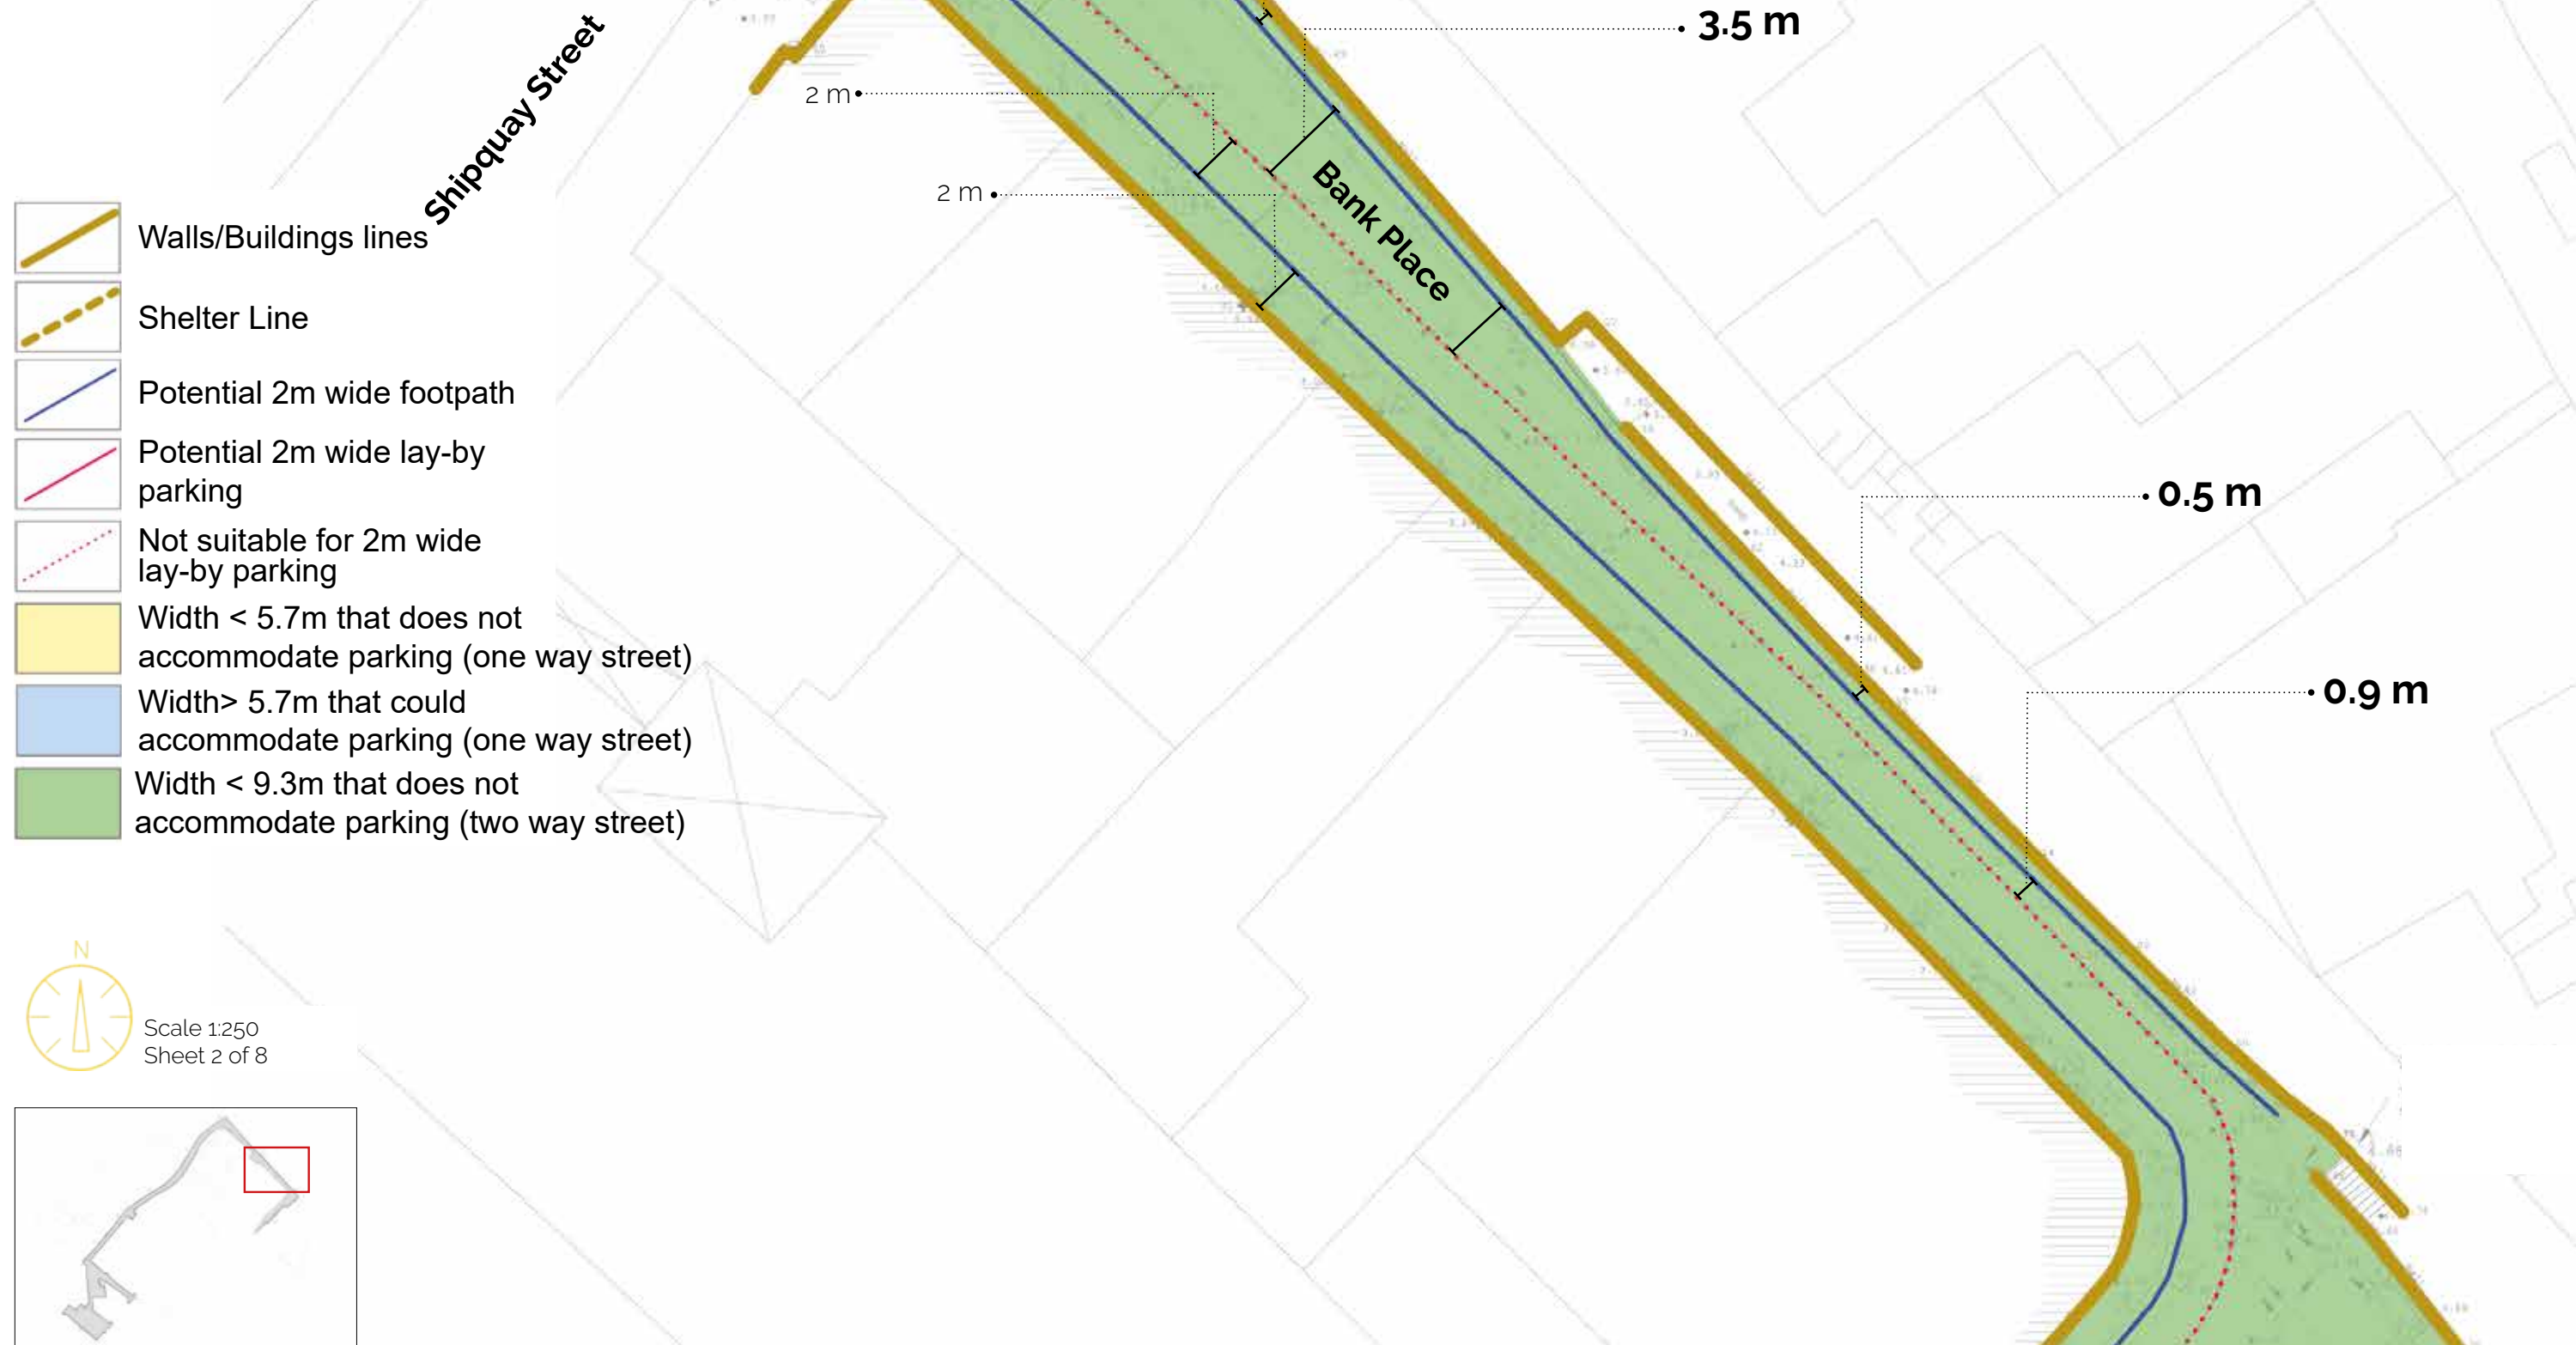 Shipquay Street
3.5 m
2 m
2 m
Bank Place
0.5 m
0.9 m
Walls/Buildings lines
Shelter Line
Potential 2m wide footpath
Potential 2m wide lay-by
parking
Not suitable for 2m wide
lay-by parking
Width < 5.7m that does not
accommodate parking (one way street)
Width> 5.7m that could
accommodate parking (one way street)
Width < 9.3m that does not
accommodate parking (two way street)
N
Scale 1:250
Sheet 2 of 8